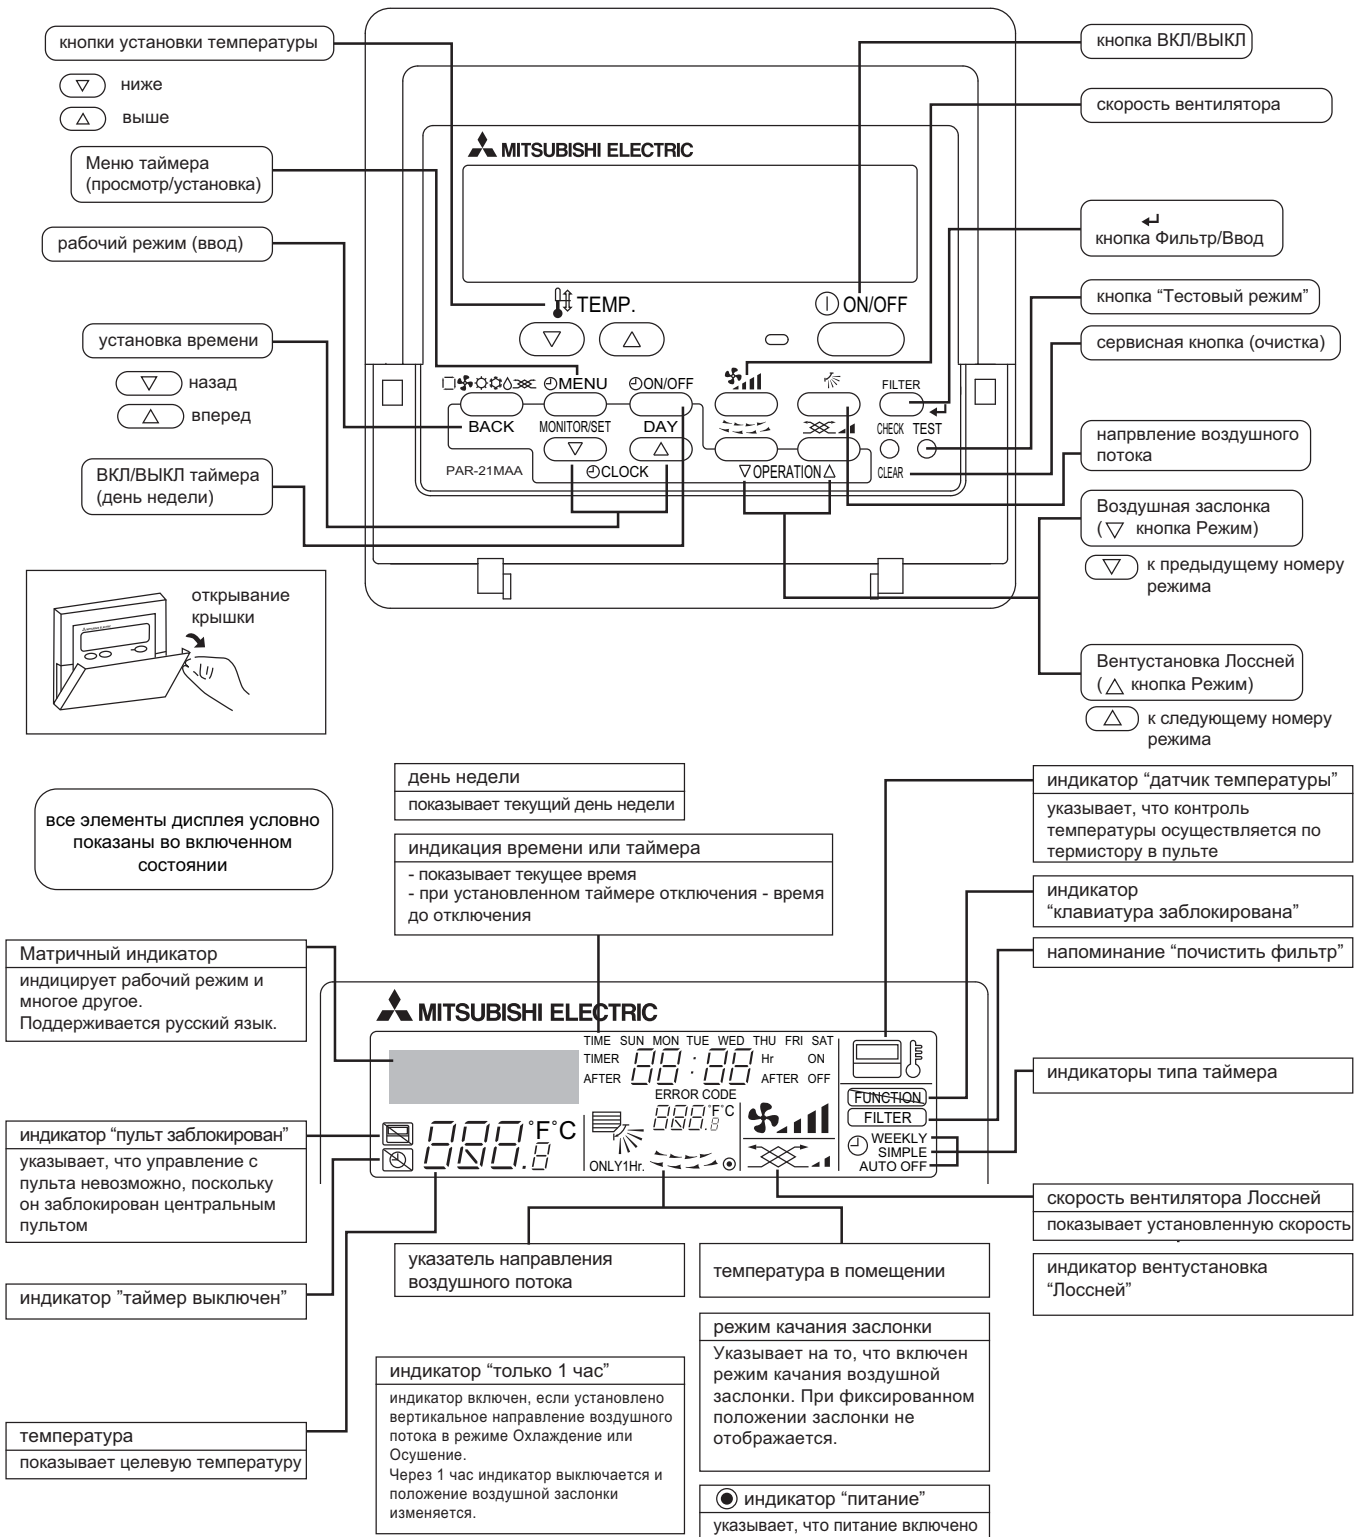 кнопки установки температуры
ниже
выше
Меню таймера
(просмотр/установка)
рабочий режим (ввод)
установка времени
назад
вперед
ВКЛ/ВЫКЛ таймера
(день недели)
открывание
крышки
MITSUBISHI ELECTRIC
TEMP.
ON/OFF
MENU
ON/OFF
FILTER
BACK
MONITOR/SET
DAY
CHECK
TEST
PAR-21MAA
CLOCK
▽OPERATION△
CLEAR
кнопка ВКЛ/ВЫКЛ
скорость вентилятора
↵
кнопка Фильтр/Ввод
кнопка “Тестовый режим”
сервисная кнопка (очистка)
напрвление воздушного
потока
Воздушная заслонка
(▽ кнопка Режим)
к предыдущему номеру
режима
Вентустановка Лоссней
(△ кнопка Режим)
к следующему номеру
режима
все элементы дисплея условно
показаны во включенном
состоянии
день недели
показывает текущий день недели
индикация времени или таймера
- показывает текущее время
- при установленном таймере отключения - время
до отключения
индикатор “датчик температуры”
указывает, что контроль
температуры осуществляется по
термистору в пульте
индикатор
“клавиатура заблокирована”
напоминание “почистить фильтр”
Матричный индикатор
индицирует рабочий режим и
многое другое.
Поддерживается русский язык.
MITSUBISHI ELECTRIC
TIME SUN MON TUE WED THU FRI SAT
TIMER 88:88 Hr ON
AFTER AFTER OFF
ERROR CODE
888.8 °F°C
888.8 °F°C
ONLY1Hr.
FUNCTION
FILTER
WEEKLY
SIMPLE
AUTO OFF
индикаторы типа таймера
индикатор “пульт заблокирован”
указывает, что управление с
пульта невозможно, поскольку
он заблокирован центральным
пультом
индикатор ”таймер выключен”
температура
показывает целевую температуру
указатель направления
воздушного потока
температура в помещении
скорость вентилятора Лоссней
показывает установленную скорость
индикатор вентустановка
“Лоссней”
индикатор “только 1 час”
индикатор включен, если установлено
вертикальное направление воздушного
потока в режиме Охлаждение или
Осушение.
Через 1 час индикатор выключается и
положение воздушной заслонки
изменяется.
режим качания заслонки
Указывает на то, что включен
режим качания воздушной
заслонки. При фиксированном
положении заслонки не
отображается.
индикатор “питание”
указывает, что питание включено